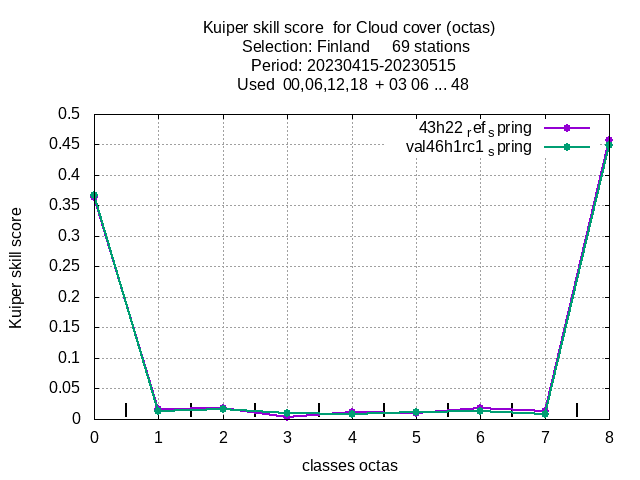 Kuiper skill score for Cloud cover (octas)
Selection: Finland 69 stations
Period: 20230415-20230515
Used 00,06,12,18 + 03 06 ... 48
43h22 ref spring
val46h1rc1 spring
0.5
0.45
0.4
0.35
0.3
0.25
0.2
0.15
0.1
0.05
0
Kuiper skill score
0 1 2 3 4 5 6 7 8
classes octas